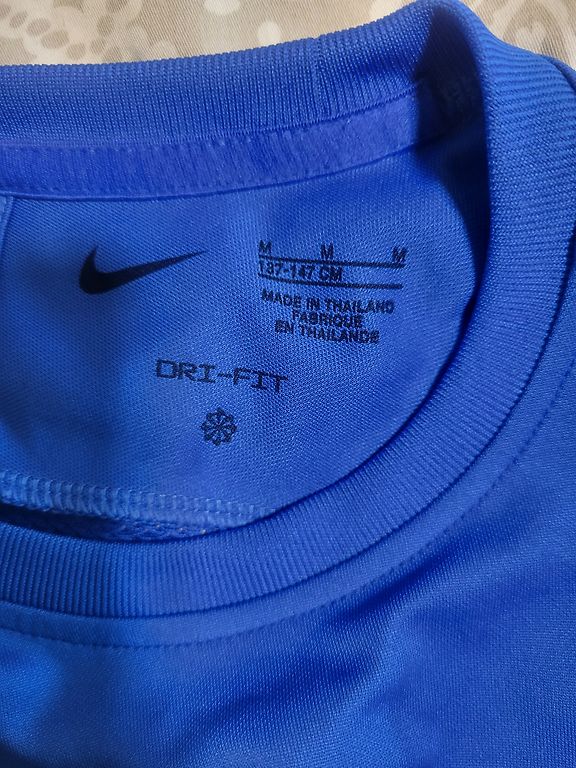 M M M
137-147 CM
MADE IN THAILAND
FABRIQUE
EN THAILANDE
DRI-FIT